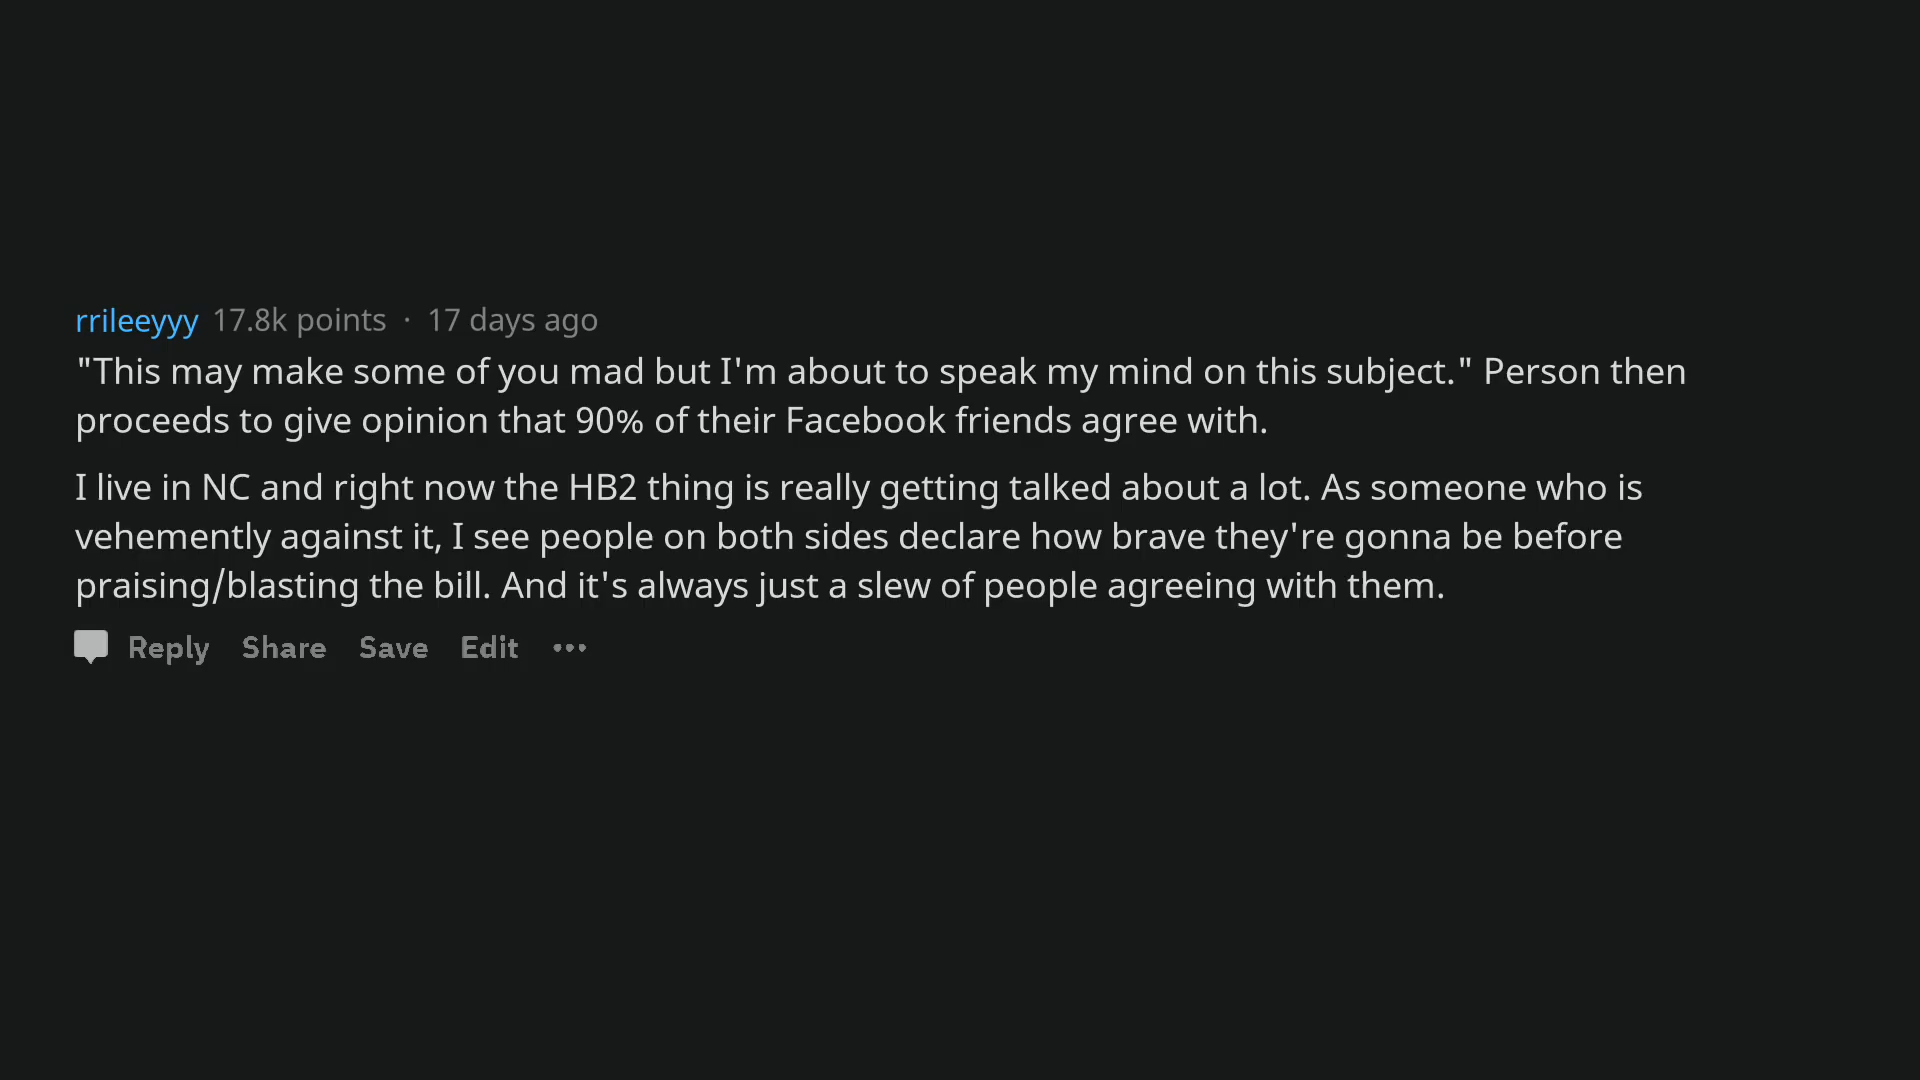 rrileeyyy 17.8k points · 17 days ago
"This may make some of you mad but I'm about to speak my mind on this subject." Person then
proceeds to give opinion that 90% of their Facebook friends agree with.
I live in NC and right now the HB2 thing is really getting talked about a lot. As someone who is
vehemently against it, I see people on both sides declare how brave they're gonna be before
praising/blasting the bill. And it's always just a slew of people agreeing with them.
Reply Share Save Edit •••